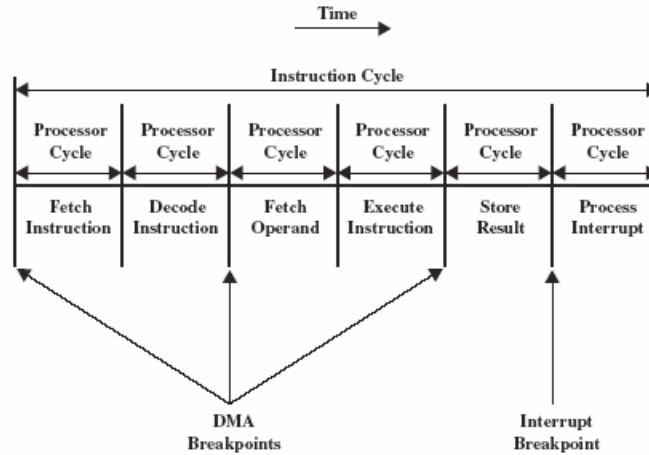 Time
Instruction Cycle
Processor Processor Processor Processor Processor Processor
Cycle Cycle Cycle Cycle Cycle Cycle
Fetch Decode Fetch Execute Store Process
Instruction Instruction Operand Instruction Result Interrupt
DMA Interrupt
Breakpoints Breakpoint